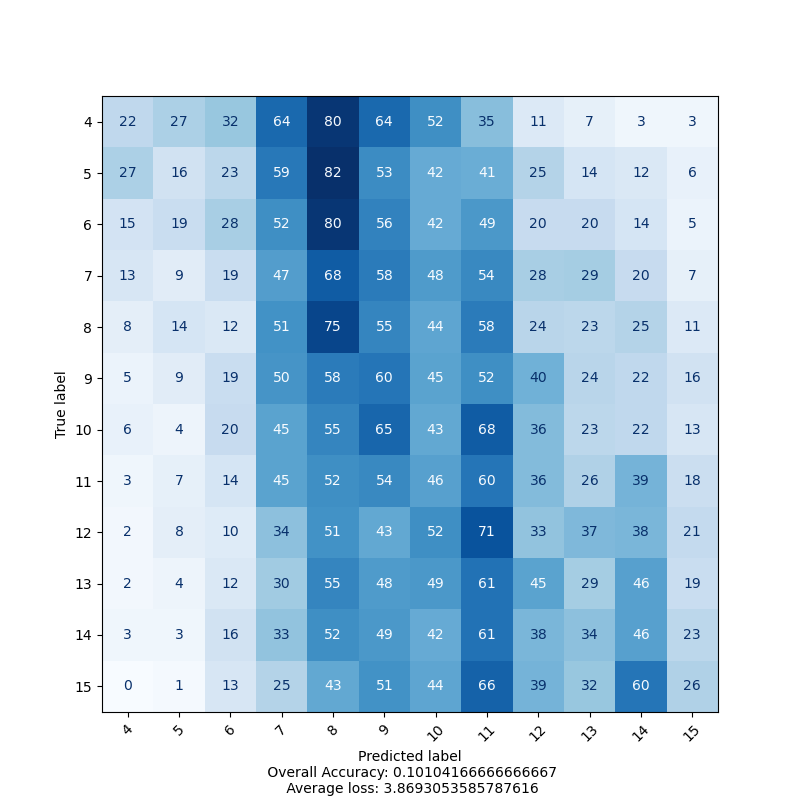 4 22 27 32 64 80 64 52 35 11 7 3 3
5 27 16 23 59 82 53 42 41 25 14 12 6
6 15 19 28 52 80 56 42 49 20 20 14 5
7 13 9 19 47 68 58 48 54 28 29 20 7
8 8 14 12 51 75 55 44 58 24 23 25 11
9 5 9 19 50 58 60 45 52 40 24 22 16
True label
10 6 4 20 45 55 65 43 68 36 23 22 13
11 3 7 14 45 52 54 46 60 36 26 39 18
12 2 8 10 34 51 43 52 71 33 37 38 21
13 2 4 12 30 55 48 49 61 45 29 46 19
14 3 3 16 33 52 49 42 61 38 34 46 23
15 0 1 13 25 43 51 44 66 39 32 60 26
4 5 6 7 8 9 10 11 12 13 14 15
Predicted label
Overall Accuracy: 0.10104166666666667
Average loss: 3.8693053585787616